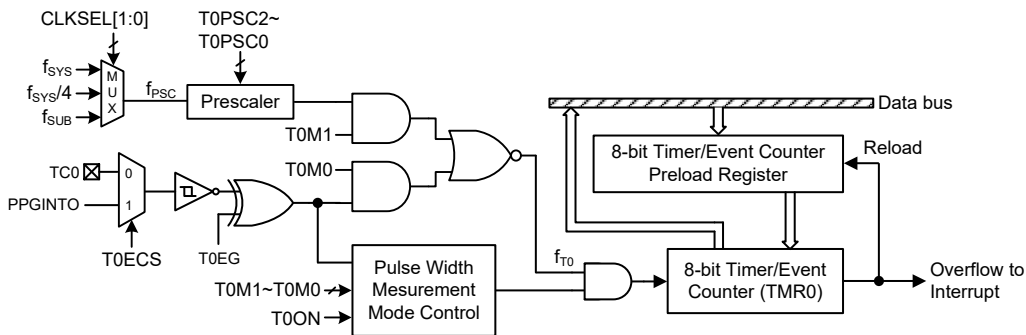 CLKSEL[1:0]
T0PSC2~
T0PSC0
fSYS
fSYS/4
fSUB
M
U
X
fPSC
Prescaler
T0M1
Data bus
8-bit Timer/Event Counter
Preload Register
Reload
TC0
PPGINTO
0
1
T0M0
T0ECS
T0EG
fT0
Pulse Width
Mesurement
Mode Control
T0M1~T0M0
T0ON
8-bit Timer/Event
Counter (TMR0)
Overflow to
Interrupt